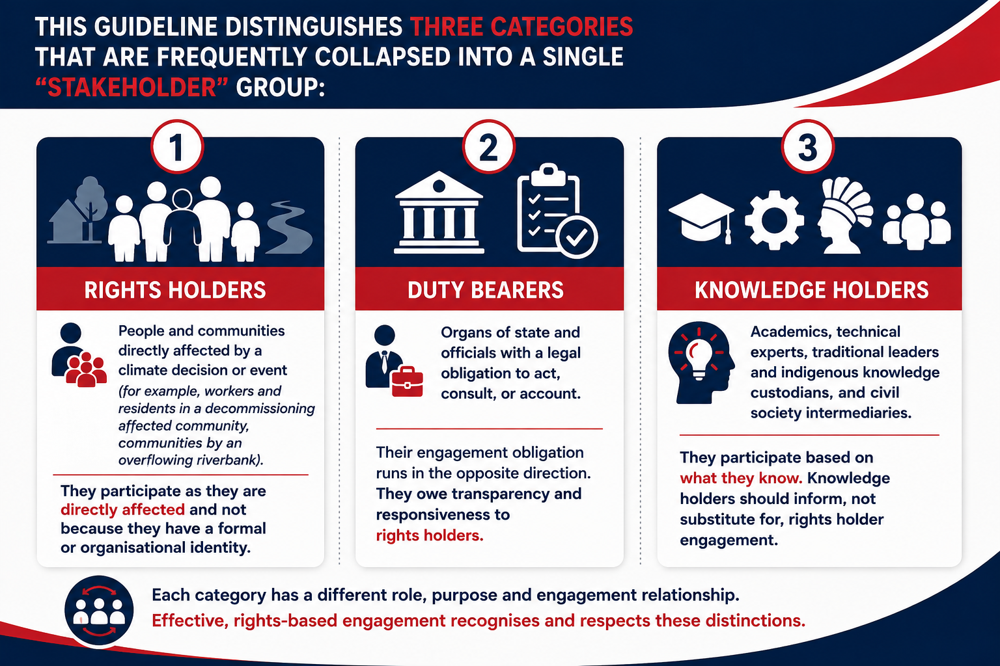 THIS GUIDELINE DISTINGUISHES THREE CATEGORIES
THAT ARE FREQUENTLY COLLAPSED INTO A SINGLE
“STAKEHOLDER” GROUP:
1
RIGHTS HOLDERS
People and communities
directly affected by a
climate decision or event
(for example, workers and
residents in a decommissioning
affected community,
communities by an
overflowing riverbank).
They participate as they are
directly affected and not
because they have a formal
or organisational identity.
2
DUTY BEARERS
Organs of state and
officials with a legal
obligation to act,
consult, or account.
Their engagement obligation
runs in the opposite direction.
They owe transparency and
responsiveness to
rights holders.
3
KNOWLEDGE HOLDERS
Academics, technical
experts, traditional leaders
and indigenous knowledge
custodians, and civil
society intermediaries.
They participate based on
what they know. Knowledge
holders should inform, not
substitute for, rights holder
engagement.
Each category has a different role, purpose and engagement relationship.
Effective, rights-based engagement recognises and respects these distinctions.